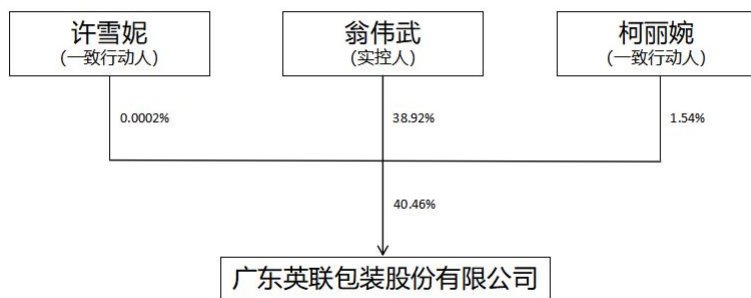 许雪妮
(一致行动人)
翁伟武
(实控人)
柯丽婉
(一致行动人)
0.0002%
38.92%
1.54%
40.46%
广东英联包装股份有限公司